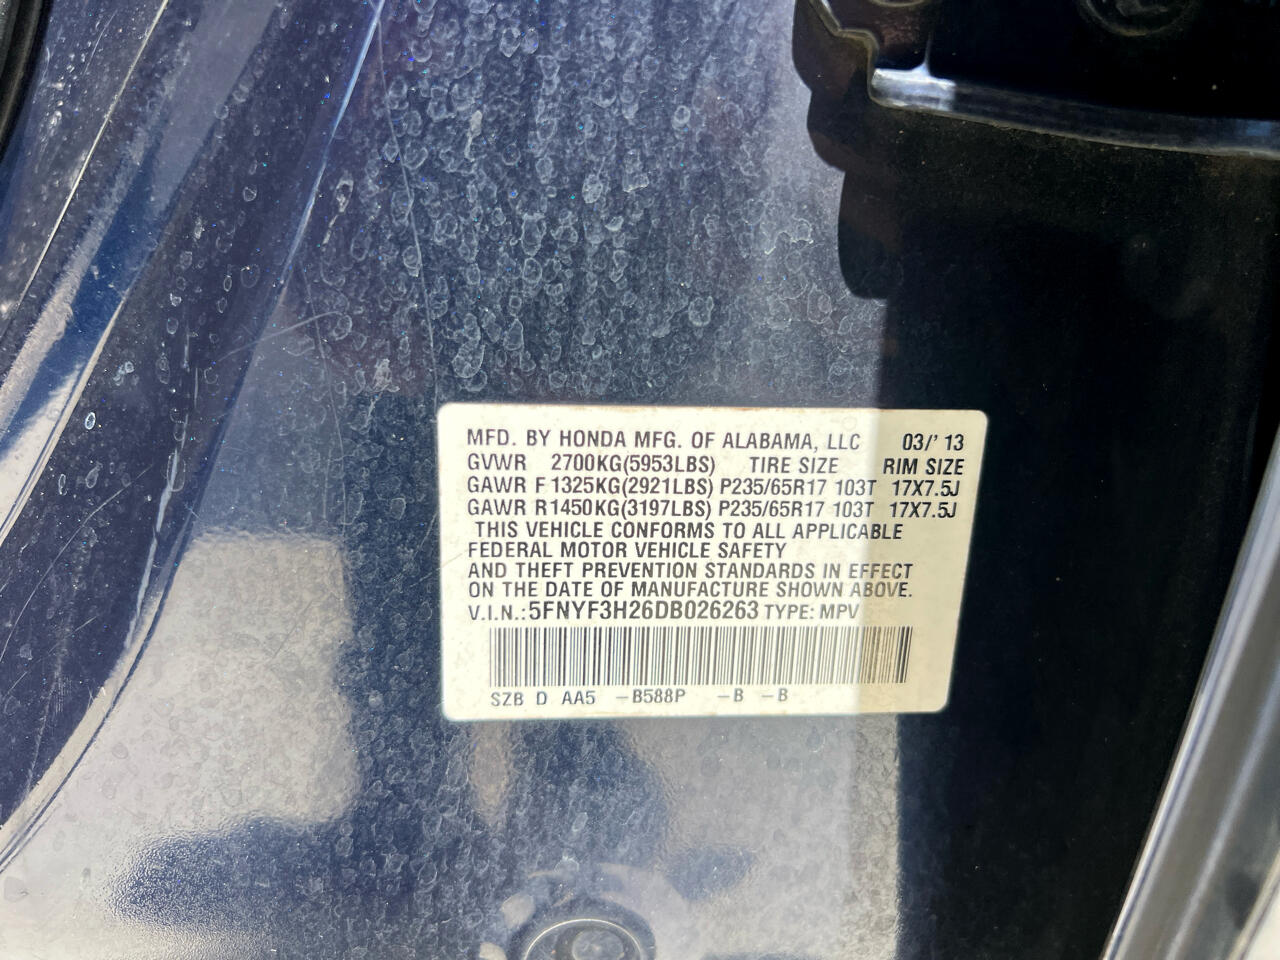 MFD. BY HONDA MFG. OF ALABAMA, LLC 03/' 13
GVWR 2700KG(5953LBS) TIRE SIZE RIM SIZE
GAWR F 1325KG(2921LBS) P235/65R17 103T 17X7.5J
GAWR R1450KG(3197LBS) P235/65R17 103T 17X7.5J
THIS VEHICLE CONFORMS TO ALL APPLICABLE
FEDERAL MOTOR VEHICLE SAFETY
AND THEFT PREVENTION STANDARDS IN EFFECT
ON THE DATE OF MANUFACTURE SHOWN ABOVE.
V.I.N.: 5FNYF3H26DB026263 TYPE: MPV
SZB D AA5 –B588P –B –B